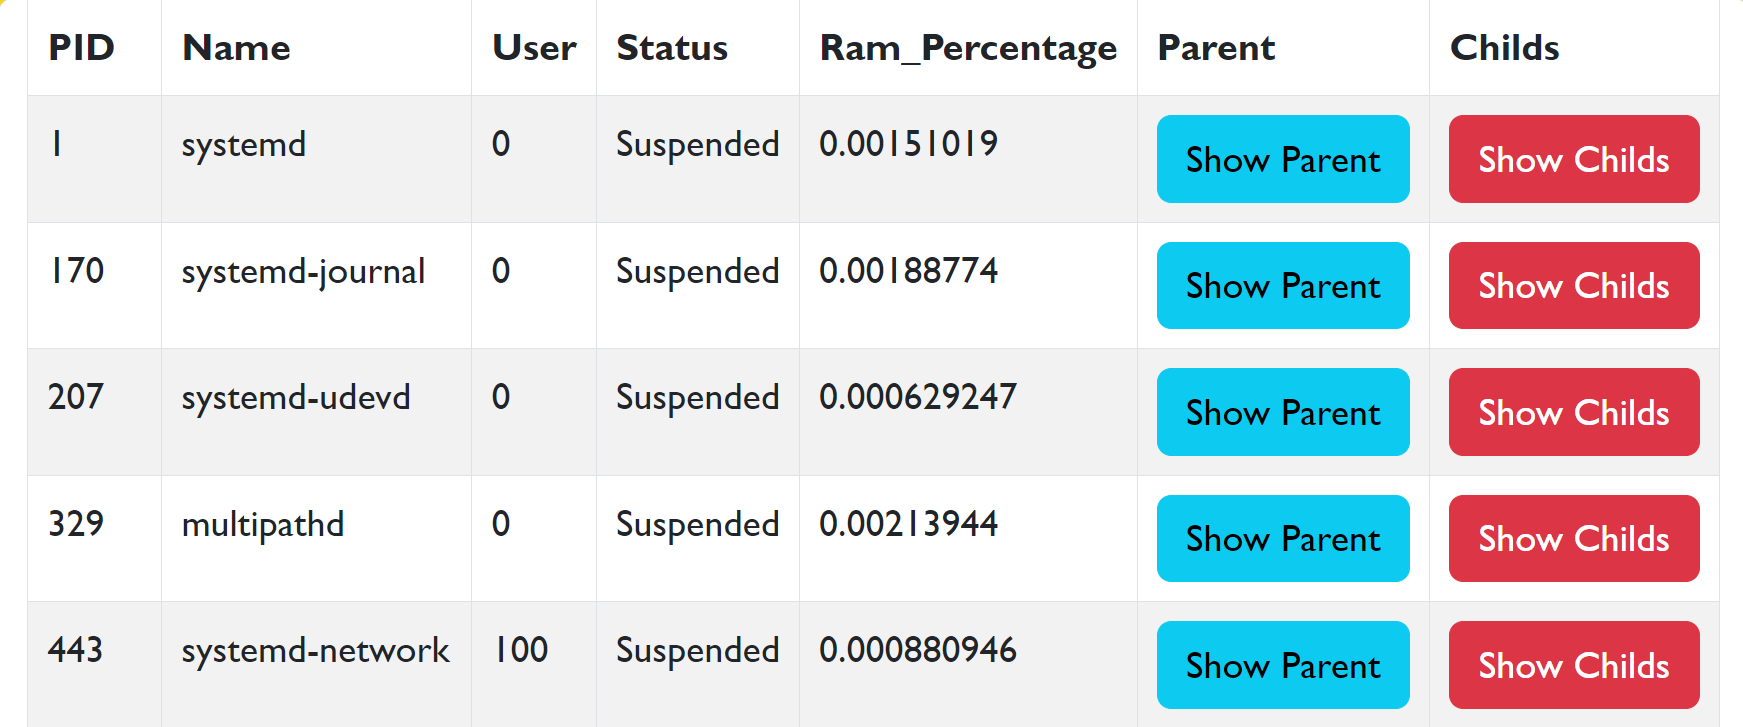 PID Name User Status Ram_Percentage Parent Childs
1 systemd 0 Suspended 0.00151019 Show Parent Show Childs
170 systemd-journal 0 Suspended 0.00188774 Show Parent Show Childs
207 systemd-udevd 0 Suspended 0.000629247 Show Parent Show Childs
329 multipathd 0 Suspended 0.00213944 Show Parent Show Childs
443 systemd-network 100 Suspended 0.000880946 Show Parent Show Childs